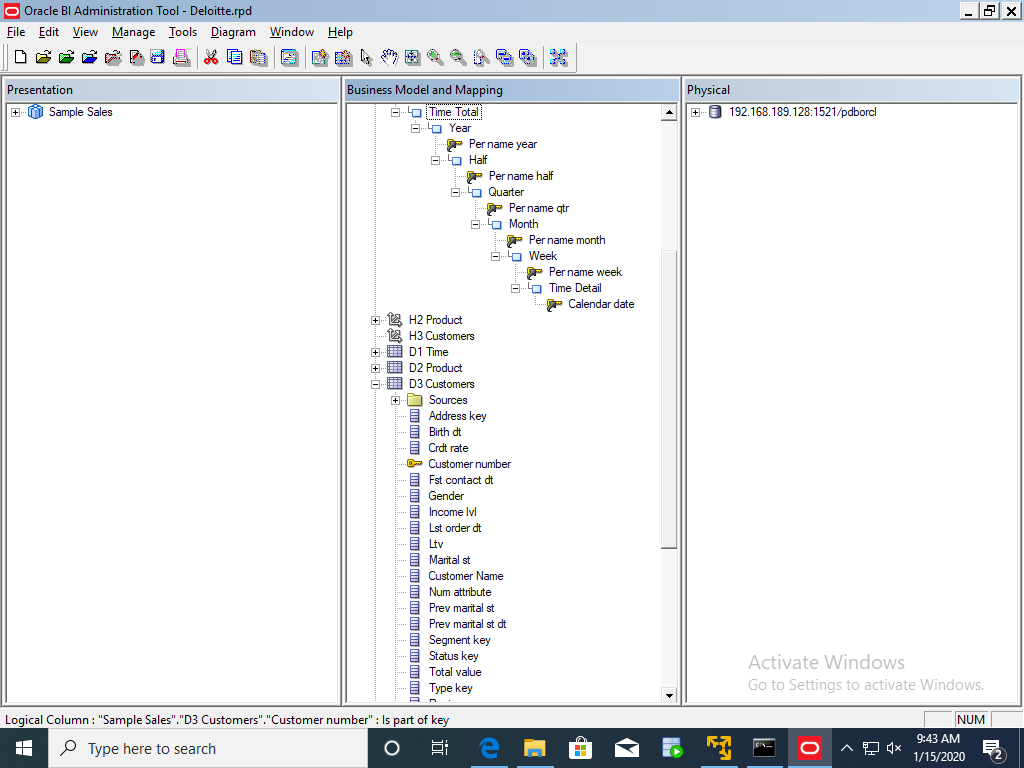 Oracle BI Administration Tool - Deloitte.rpd
File Edit View Manage Tools Diagram Window Help
Presentation
Sample Sales
Business Model and Mapping
Time Total
Year
Per name year
Half
Per name half
Quarter
Per name qtr
Month
Per name month
Week
Per name week
Time Detail
Calendar date
H2 Product
H3 Customers
D1 Time
D2 Product
D3 Customers
Sources
Address key
Birth dt
Crdt rate
Customer number
Fst contact dt
Gender
Income lvl
Lst order dt
Ltv
Marital st
Customer Name
Num attribute
Prev marital st
Prev marital st dt
Segment key
Status key
Total value
Type key
Physical
192.168.189.128:1521/pdborcl
Activate Windows
Go to Settings to activate Windows.
Logical Column : "Sample Sales"."D3 Customers"."Customer number" : Is part of key
NUM
Type here to search
9:43 AM
1/15/2020
2